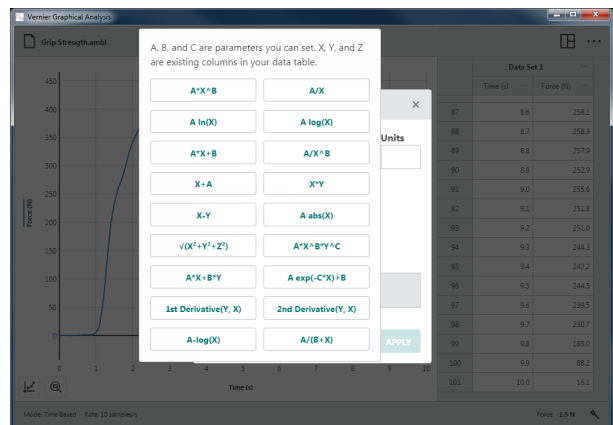 Vernier Graphical Analysis
Grip Strength.ambl
A, B, and C are parameters you can set. X, Y, and Z
are existing columns in your data table.
A*X^B
A/X
A ln(X)
A log(X)
A*X+B
A/X^B
X+A
X*Y
X-Y
A abs(X)
√(X²+Y²+Z²)
A*X^B*Y^C
A*X+B*Y
A exp(-C*X)+B
1st Derivative(Y, X)
2nd Derivative(Y, X)
A-log(X)
A/(B+X)
×
Units
APPLY
Force (N)
450
400
350
300
250
200
150
100
50
0
0 1 2 3 4 5 6 7 8 9 10
Time (s)
Data Set 1 ...
Time (s) ... Force (N) ...
87 8.6 258.1
88 8.7 258.3
89 8.8 257.9
90 8.9 252.9
91 9.0 255.6
92 9.1 251.8
93 9.2 251.0
94 9.3 244.3
95 9.4 242.2
96 9.5 244.5
97 9.6 239.5
98 9.7 230.7
99 9.8 185.0
100 9.9 88.2
101 10.0 16.1
Mode: Time Based Rate: 10 samples/s
Force: -1.5 N